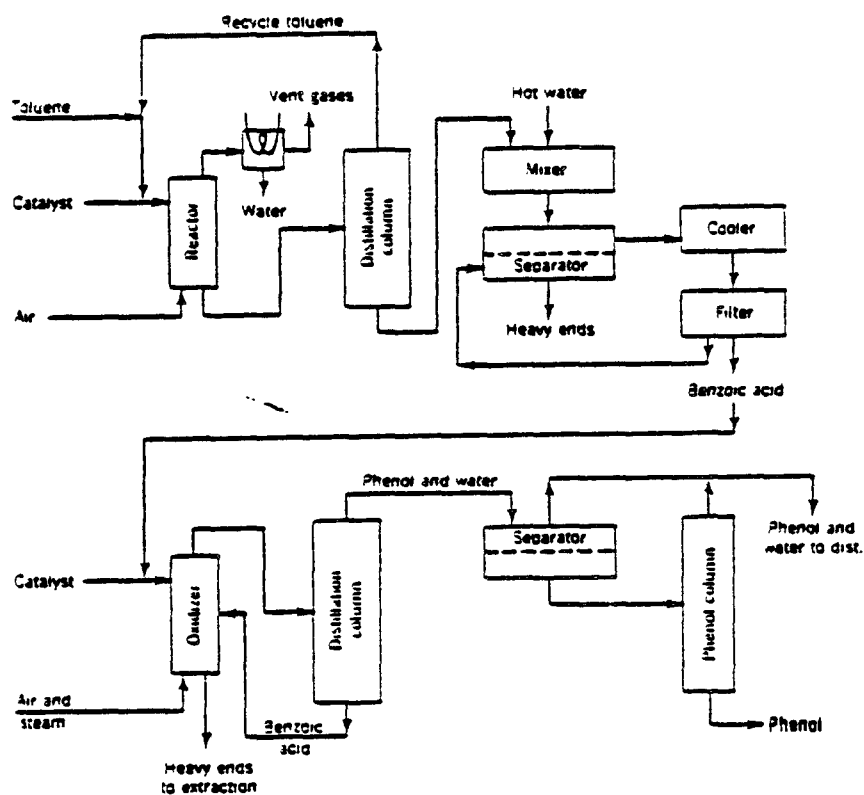 Recycle toluene
Toluene
Vent gases
Hot water
Catalyst
Reactor
Water
Distillation
column
Mixer
Separator
Cooler
Air
Heavy ends
Filter
Benzoic acid
Phenol and water
Separator
Phenol and
water to dist.
Catalyst
Oxidizer
Distillation
column
Phenol column
Air and
steam
Benzoic
acid
Phenol
Heavy ends
to extraction